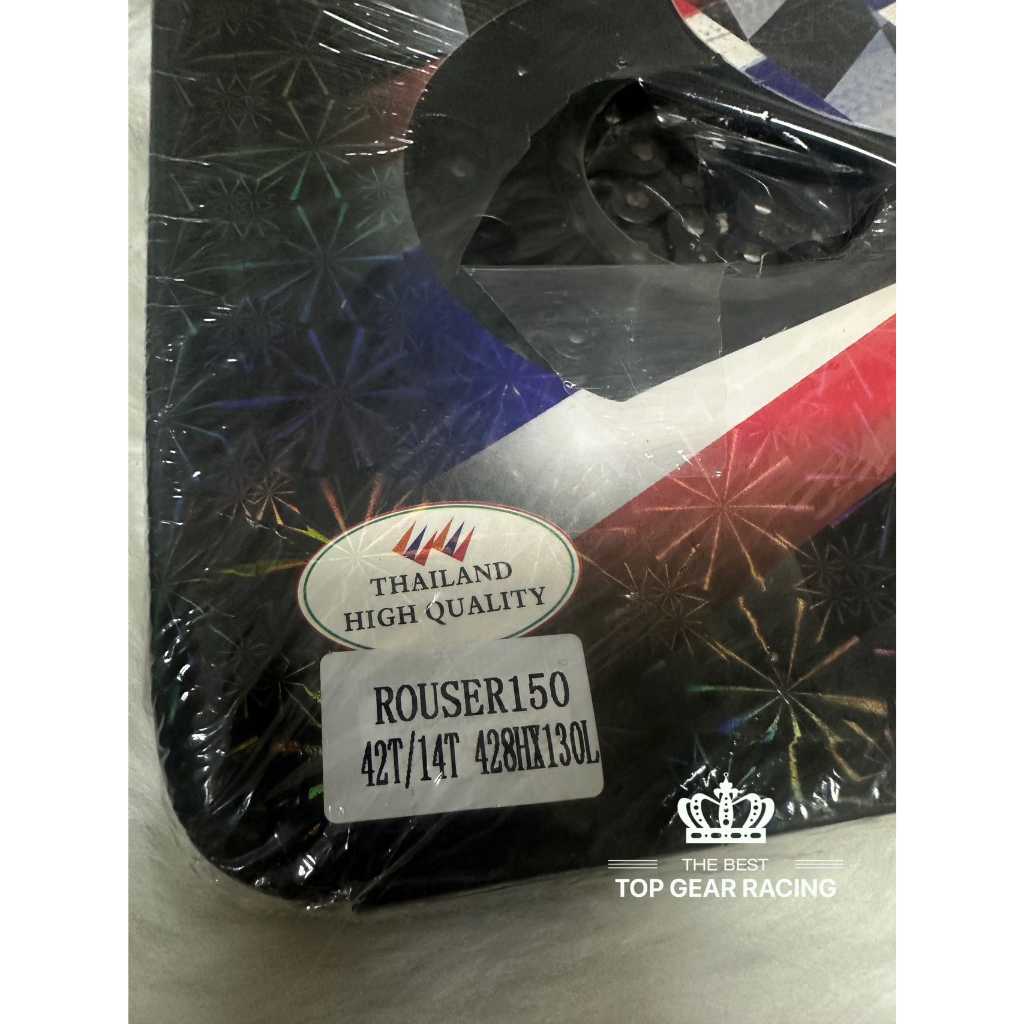 THAILAND
HIGH QUALITY
ROUSER150
42T/14T 428HX130L
THE BEST
TOP GEAR RACING